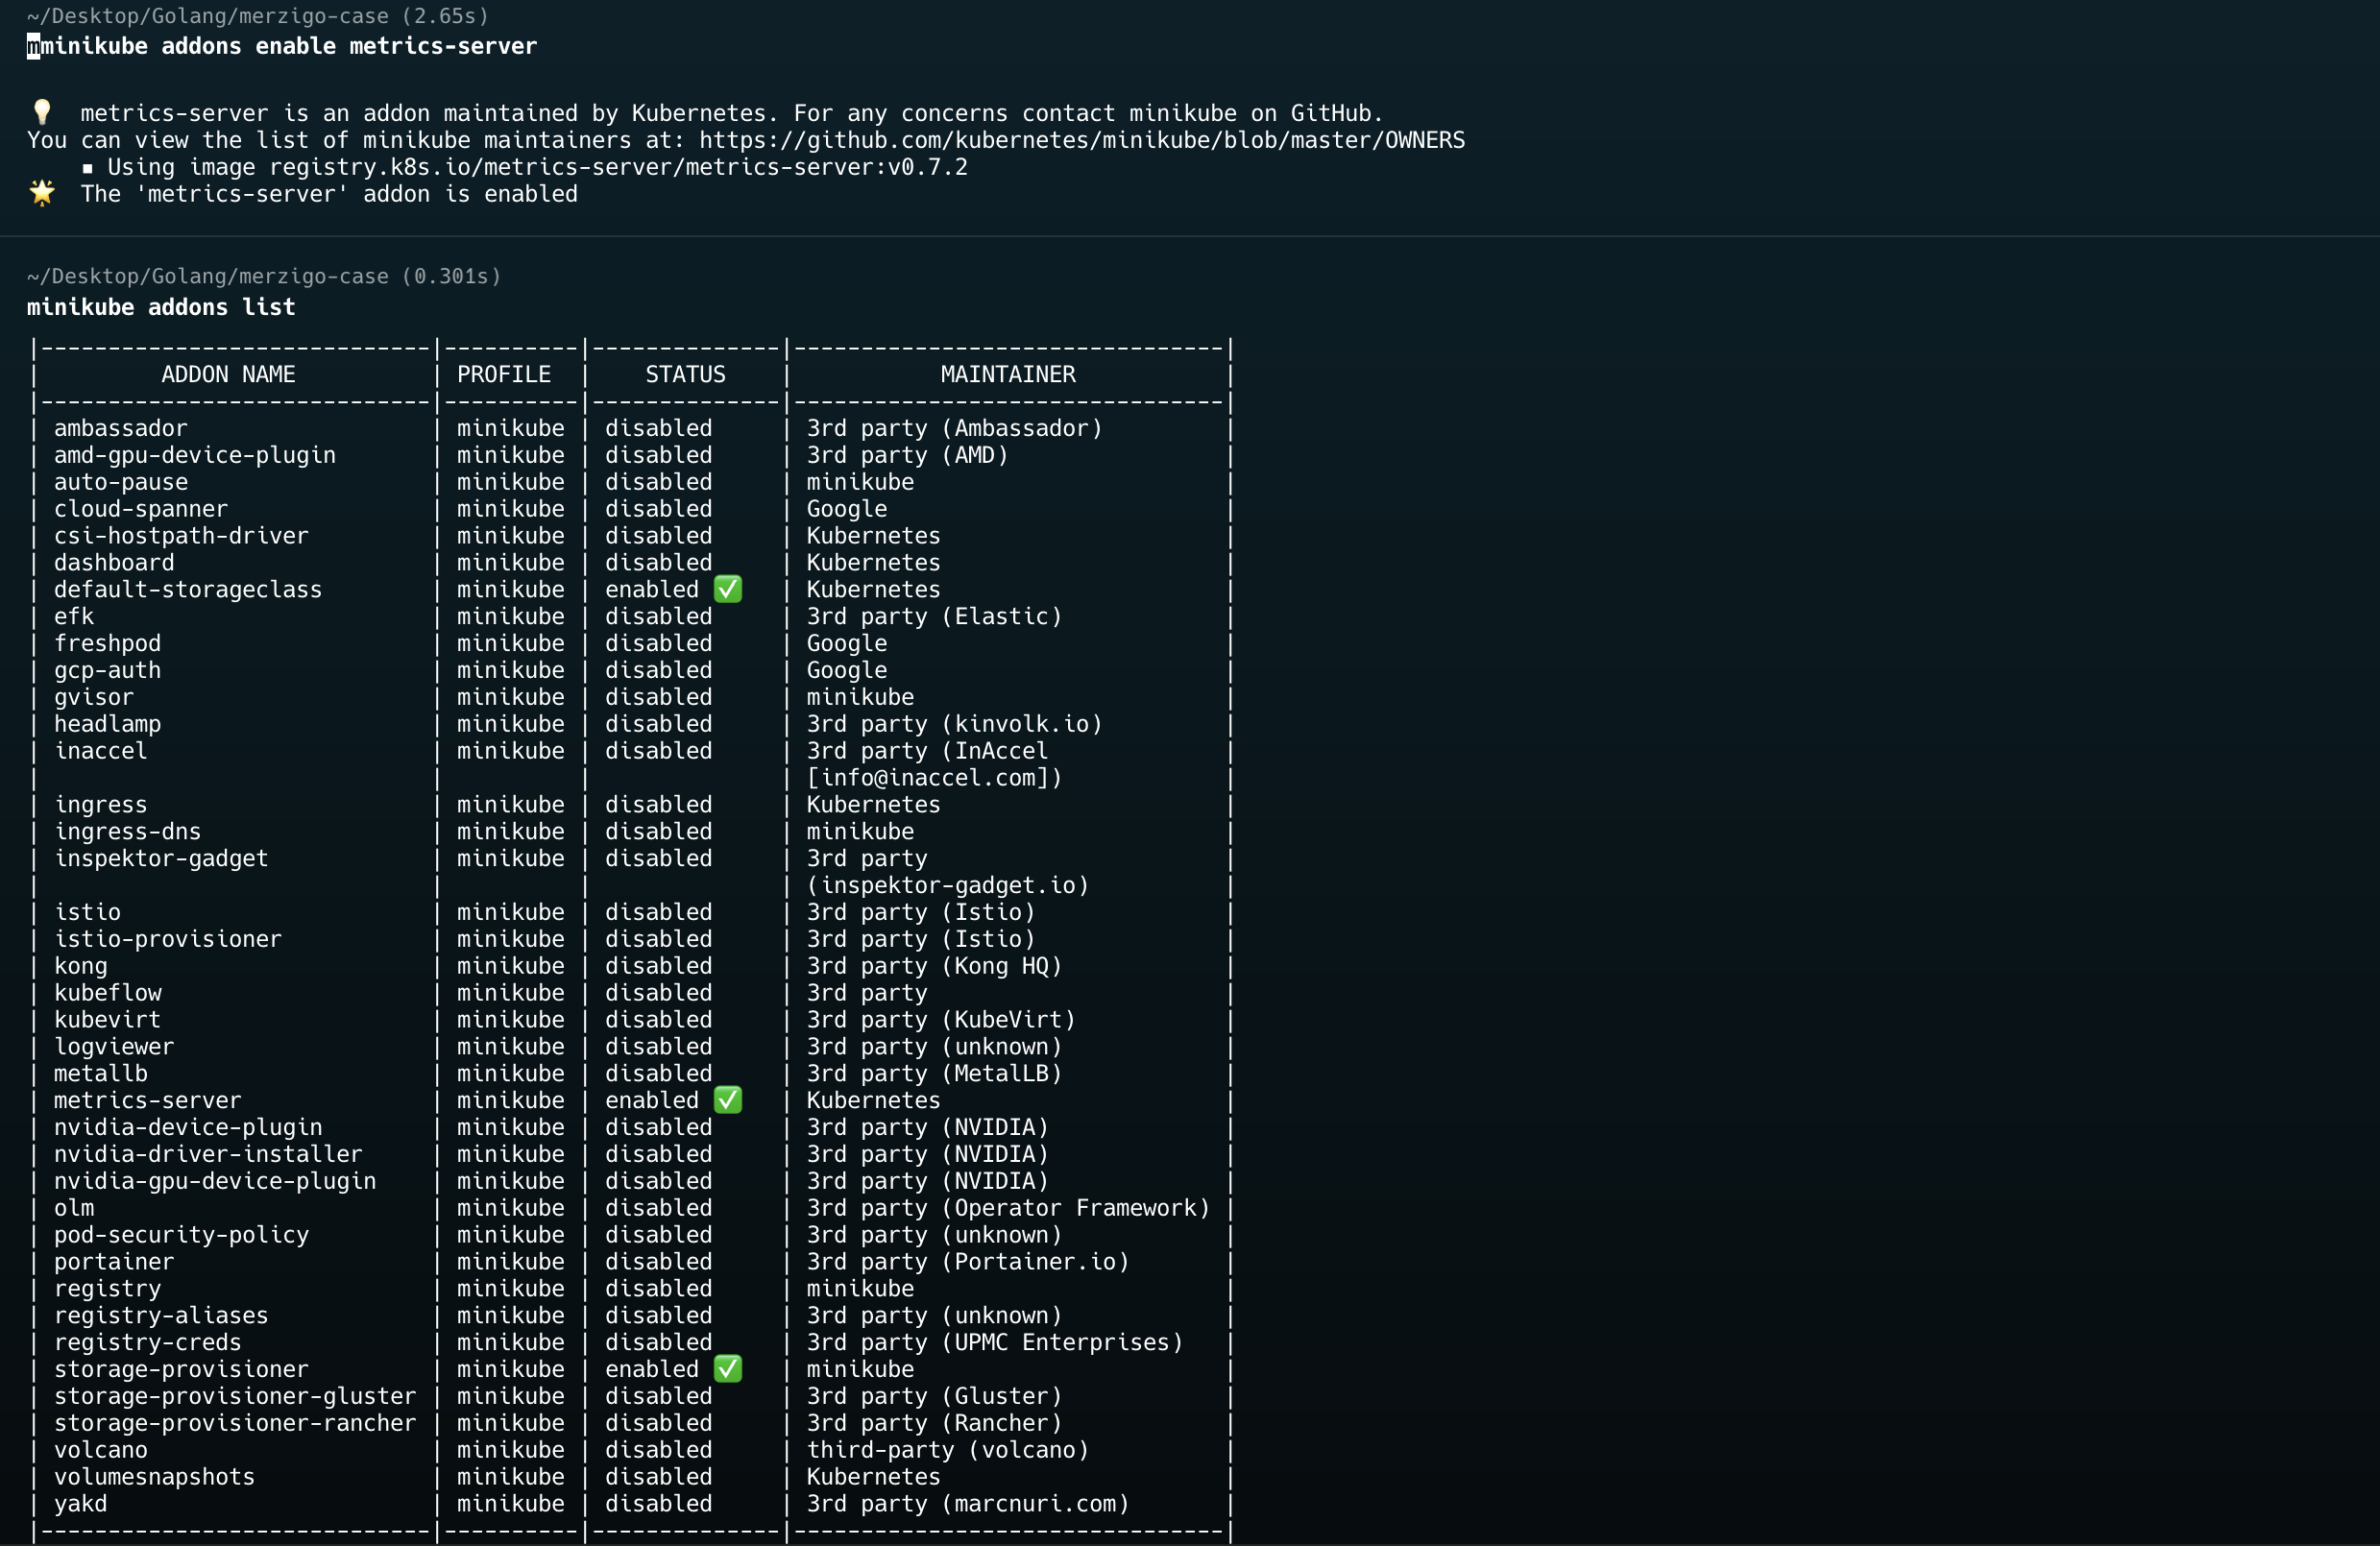 ~/Desktop/Golang/merzigo-case (2.65s)
mminikube addons enable metrics-server
💡  metrics-server is an addon maintained by Kubernetes. For any concerns contact minikube on GitHub.
You can view the list of minikube maintainers at: https://github.com/kubernetes/minikube/blob/master/OWNERS
    ▪ Using image registry.k8s.io/metrics-server/metrics-server:v0.7.2
🌟  The 'metrics-server' addon is enabled
~/Desktop/Golang/merzigo-case (0.301s)
minikube addons list
|-----------------------------|----------|--------------|--------------------------------|
|         ADDON NAME          | PROFILE  |    STATUS    |           MAINTAINER           |
|-----------------------------|----------|--------------|--------------------------------|
| ambassador                  | minikube | disabled     | 3rd party (Ambassador)         |
| amd-gpu-device-plugin       | minikube | disabled     | 3rd party (AMD)                |
| auto-pause                  | minikube | disabled     | minikube                       |
| cloud-spanner               | minikube | disabled     | Google                         |
| csi-hostpath-driver         | minikube | disabled     | Kubernetes                     |
| dashboard                   | minikube | disabled     | Kubernetes                     |
| default-storageclass        | minikube | enabled ✅   | Kubernetes                     |
| efk                         | minikube | disabled     | 3rd party (Elastic)            |
| freshpod                    | minikube | disabled     | Google                         |
| gcp-auth                    | minikube | disabled     | Google                         |
| gvisor                      | minikube | disabled     | minikube                       |
| headlamp                    | minikube | disabled     | 3rd party (kinvolk.io)         |
| inaccel                     | minikube | disabled     | 3rd party (InAccel             |
|                             |          |              | [info@inaccel.com])            |
| ingress                     | minikube | disabled     | Kubernetes                     |
| ingress-dns                 | minikube | disabled     | minikube                       |
| inspektor-gadget            | minikube | disabled     | 3rd party                      |
|                             |          |              | (inspektor-gadget.io)          |
| istio                       | minikube | disabled     | 3rd party (Istio)              |
| istio-provisioner           | minikube | disabled     | 3rd party (Istio)              |
| kong                        | minikube | disabled     | 3rd party (Kong HQ)            |
| kubeflow                    | minikube | disabled     | 3rd party                      |
| kubevirt                    | minikube | disabled     | 3rd party (KubeVirt)           |
| logviewer                   | minikube | disabled     | 3rd party (unknown)            |
| metallb                     | minikube | disabled     | 3rd party (MetalLB)            |
| metrics-server              | minikube | enabled ✅   | Kubernetes                     |
| nvidia-device-plugin        | minikube | disabled     | 3rd party (NVIDIA)             |
| nvidia-driver-installer     | minikube | disabled     | 3rd party (NVIDIA)             |
| nvidia-gpu-device-plugin    | minikube | disabled     | 3rd party (NVIDIA)             |
| olm                         | minikube | disabled     | 3rd party (Operator Framework) |
| pod-security-policy         | minikube | disabled     | 3rd party (unknown)            |
| portainer                   | minikube | disabled     | 3rd party (Portainer.io)       |
| registry                    | minikube | disabled     | minikube                       |
| registry-aliases            | minikube | disabled     | 3rd party (unknown)            |
| registry-creds              | minikube | disabled     | 3rd party (UPMC Enterprises)   |
| storage-provisioner         | minikube | enabled ✅   | minikube                       |
| storage-provisioner-gluster | minikube | disabled     | 3rd party (Gluster)            |
| storage-provisioner-rancher | minikube | disabled     | 3rd party (Rancher)            |
| volcano                     | minikube | disabled     | third-party (volcano)          |
| volumesnapshots             | minikube | disabled     | Kubernetes                     |
| yakd                        | minikube | disabled     | 3rd party (marcnuri.com)       |
|-----------------------------|----------|--------------|--------------------------------|